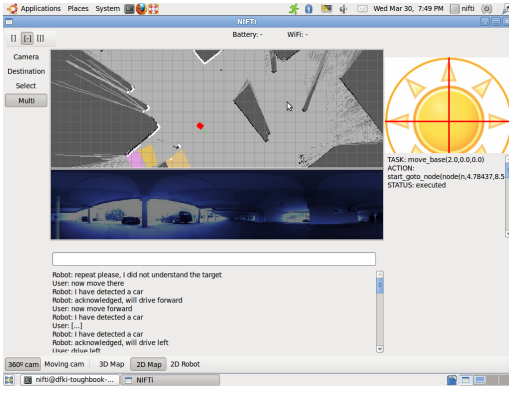 Applications Places System
Wed Mar 30, 7:49 PM nifti
NIFTi
[] [-] [|]
Battery: - WiFi: -
Camera
Destination
Select
Multi
TASK: move_base(2.0,0.0,0.0)
ACTION:
start_goto_node(node(n,4.78437,8.5
STATUS: executed
Robot: repeat please, I did not understand the target
User: now move there
Robot: I have detected a car
Robot: acknowledged, will drive forward
User: now move forward
Robot: I have detected a car
User: [...]
Robot: I have detected a car
Robot: acknowledged, will drive left
User: drive left
360º cam Moving cam 3D Map 2D Map 2D Robot
nifti@dfki-toughbook-... NIFTi